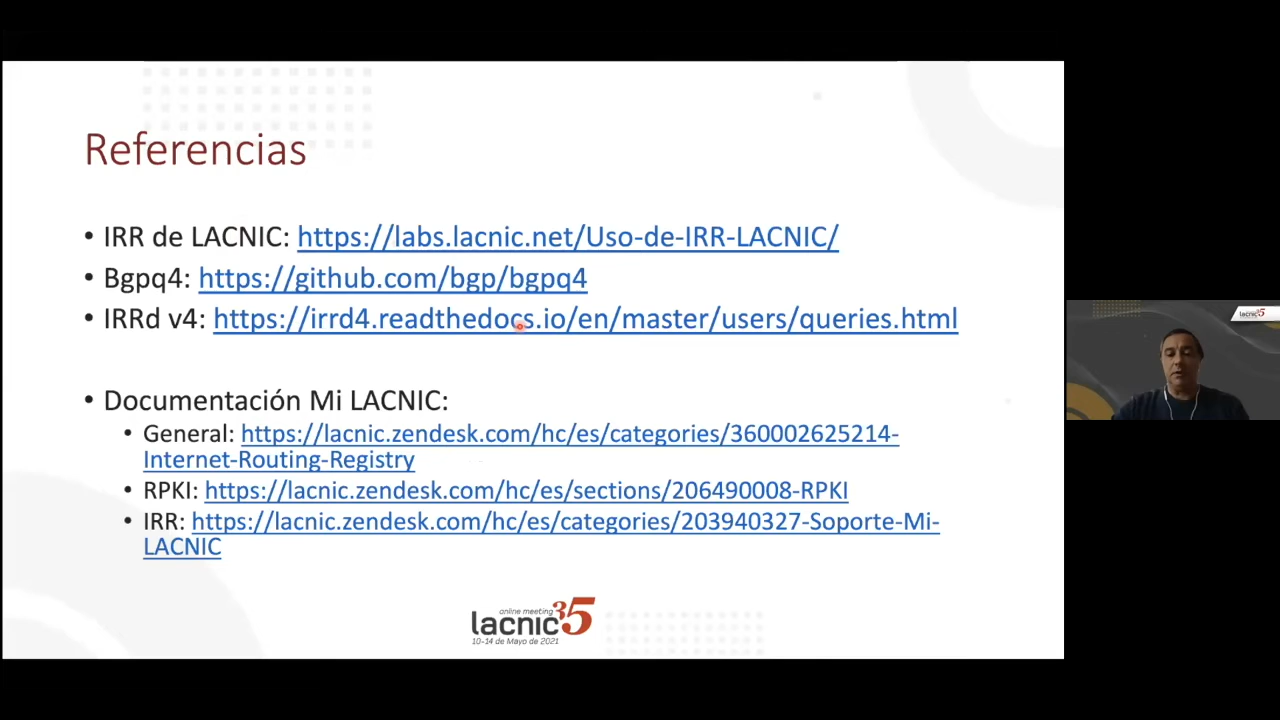 Referencias
• IRR de LACNIC: https://labs.lacnic.net/Uso-de-IRR-LACNIC/
• Bgpq4: https://github.com/bgp/bgpq4
• IRRd v4: https://irrd4.readthedocs.io/en/master/users/queries.html
• Documentación Mi LACNIC:
• General: https://lacnic.zendesk.com/hc/es/categories/360002625214-
Internet-Routing-Registry
• RPKI: https://lacnic.zendesk.com/hc/es/sections/206490008-RPKI
• IRR: https://lacnic.zendesk.com/hc/es/categories/203940327-Soporte-Mi-
LACNIC
online meeting
lacnic35
10-14 de Mayo de 2021
lacnic35